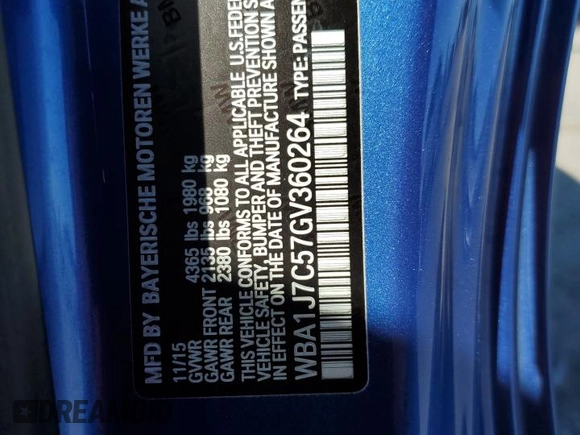 MFD BY BAYERISCHE MOTOREN WERKE A
11/15
GVWR 4365 lbs 1980 kg
GAWR FRONT 2135 lbs 968 kg
GAWR REAR 2380 lbs 1080 kg
VEHICLE CONFORMS TO ALL APPLICABLE U.S.FEDE
VEHICLE SAFETY, BUMPER AND THEFT PREVENTION S
IN EFFECT ON THE DATE OF MANUFACTURE SHOWN A
WBA1J7C57GV360264 TYPE: PASSEN